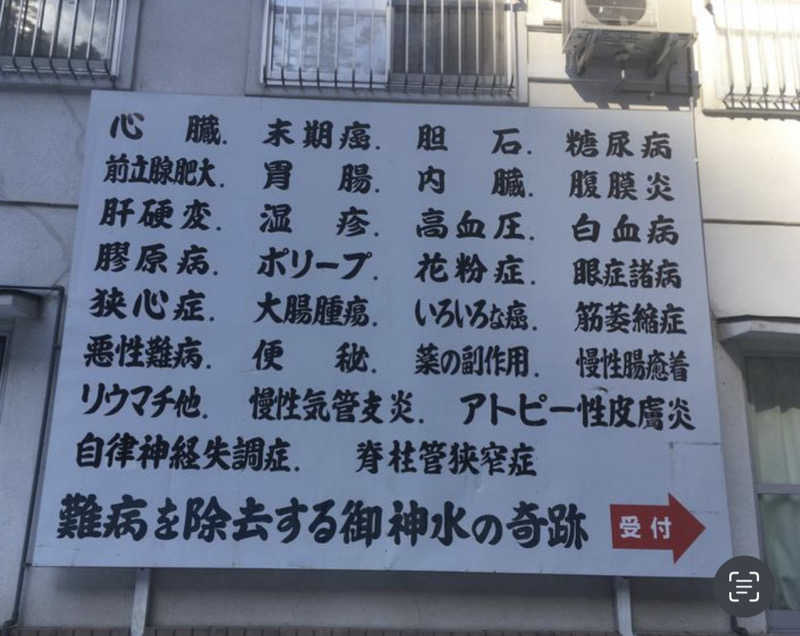 心臓. 末期癌. 胆石. 糖尿病
前立腺肥大. 胃腸. 内臓. 腹膜炎
肝硬変. 湿疹. 高血圧. 白血病
膠原病. ポリープ. 花粉症. 眼症諸病
狭心症. 大腸腫瘍. いろいろな癌. 筋萎縮症
悪性難病. 便秘. 薬の副作用. 慢性腸癒着
リウマチ他. 慢性気管支炎. アトピー性皮膚炎
自律神経失調症. 脊柱管狭窄症
難病を除去する御神水の奇跡 受付